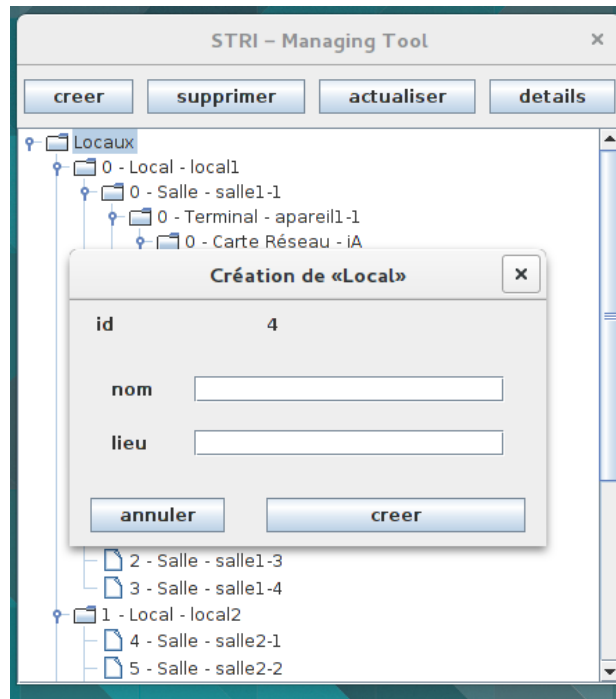 STRI – Managing Tool
creer supprimer actualiser details
Locaux
0 - Local - local1
0 - Salle - salle1-1
0 - Terminal - apareil1-1
0 - Carte Réseau - iA
Création de «Local»
id 4
nom
lieu
annuler creer
2 - Salle - salle1-3
3 - Salle - salle1-4
1 - Local - local2
4 - Salle - salle2-1
5 - Salle - salle2-2